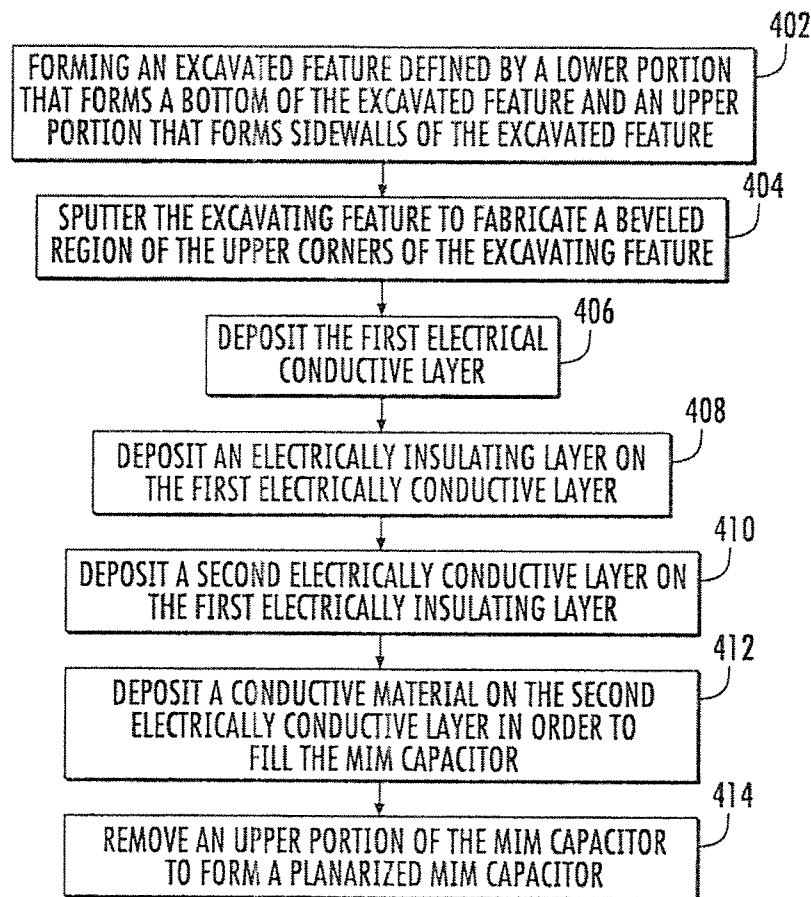 402
FORMING AN EXCAVATED FEATURE DEFINED BY A LOWER PORTION
THAT FORMS A BOTTOM OF THE EXCAVATED FEATURE AND AN UPPER
PORTION THAT FORMS SIDEWALLS OF THE EXCAVATED FEATURE
404
SPUTTER THE EXCAVATING FEATURE TO FABRICATE A BEVELED
REGION OF THE UPPER CORNERS OF THE EXCAVATING FEATURE
406
DEPOSIT THE FIRST ELECTRICAL
CONDUCTIVE LAYER
408
DEPOSIT AN ELECTRICALLY INSULATING LAYER ON
THE FIRST ELECTRICALLY CONDUCTIVE LAYER
410
DEPOSIT A SECOND ELECTRICALLY CONDUCTIVE LAYER ON
THE FIRST ELECTRICALLY INSULATING LAYER
412
DEPOSIT A CONDUCTIVE MATERIAL ON THE SECOND
ELECTRICALLY CONDUCTIVE LAYER IN ORDER TO
FILL THE MIM CAPACITOR
414
REMOVE AN UPPER PORTION OF THE MIM CAPACITOR
TO FORM A PLANARIZED MIM CAPACITOR